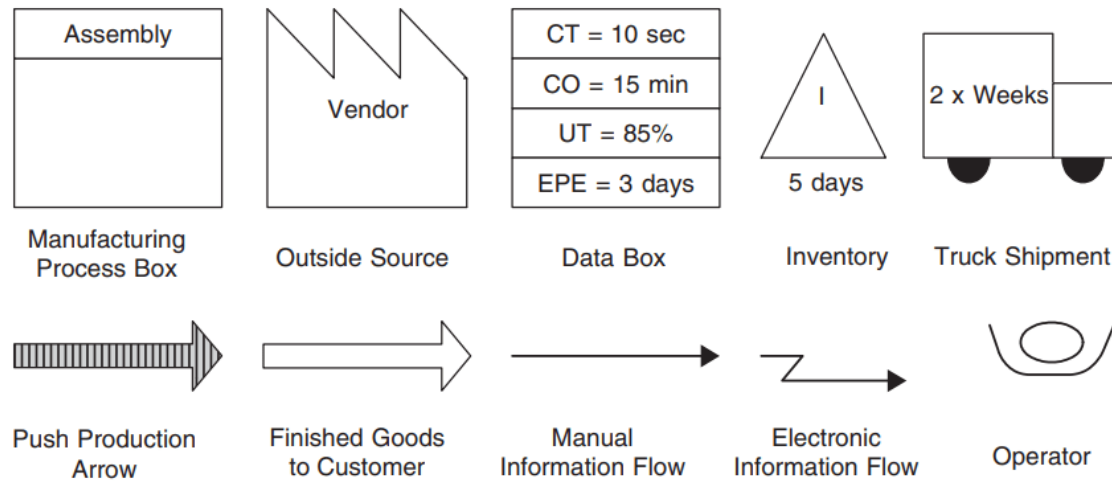 Assembly
Vendor
CT = 10 sec
CO = 15 min
UT = 85%
EPE = 3 days
I
5 days
2 x Weeks
Manufacturing
Process Box
Outside Source
Data Box
Inventory
Truck Shipment
Push Production
Arrow
Finished Goods
to Customer
Manual
Information Flow
Electronic
Information Flow
Operator